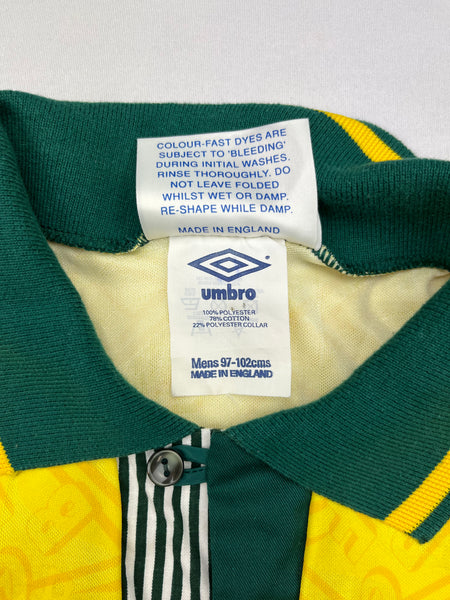 COLOUR-FAST DYES ARE
SUBJECT TO 'BLEEDING'
DURING INITIAL WASHES.
RINSE THOROUGHLY. DO
NOT LEAVE FOLDED
WHILST WET OR DAMP.
RE-SHAPE WHILE DAMP.
MADE IN ENGLAND
umbro
100% POLYESTER
78% COTTON
22% POLYESTER COLLAR
Mens 97-102cms
MADE IN ENGLAND